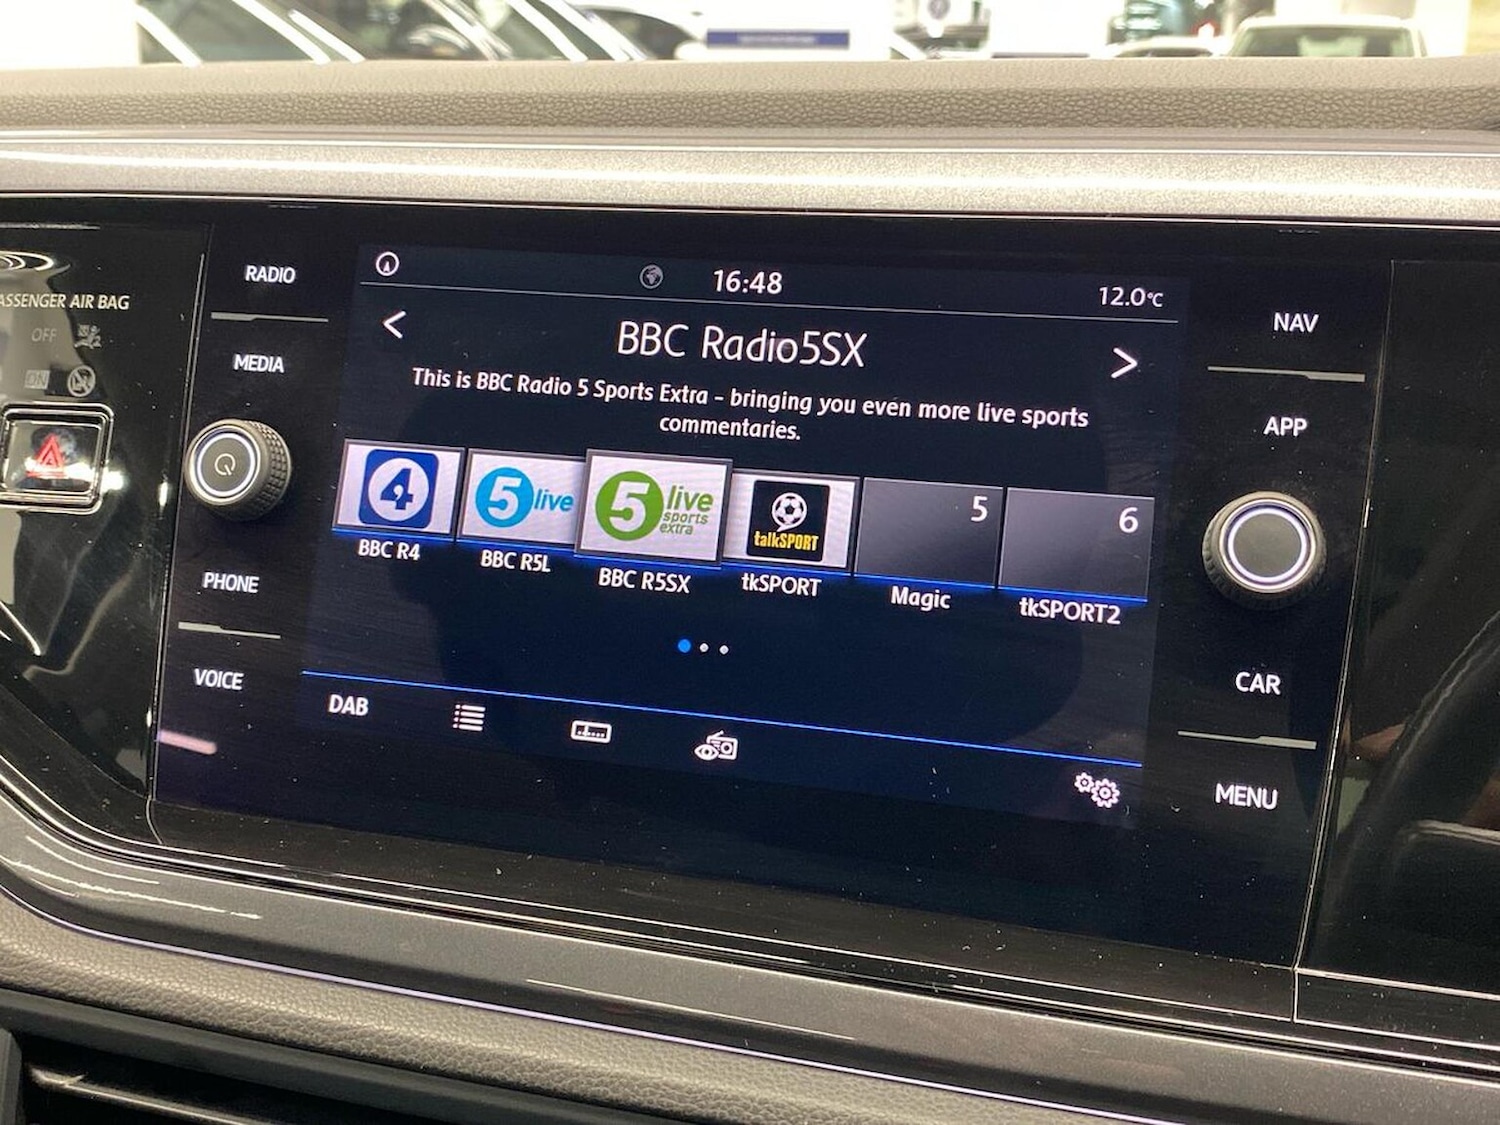 RADIO
MEDIA
PHONE
VOICE
ASSENGER AIR BAG
OFF
ON
16:48
12.0°C
<
BBC Radio5SX
>
This is BBC Radio 5 Sports Extra - bringing you even more live sports
commentaries.
4
5 live
5 live
sports
extra
talkSPORT
5
6
BBC R4
BBC R5L
BBC R5SX
tkSPORT
Magic
tkSPORT2
DAB
NAV
APP
CAR
MENU